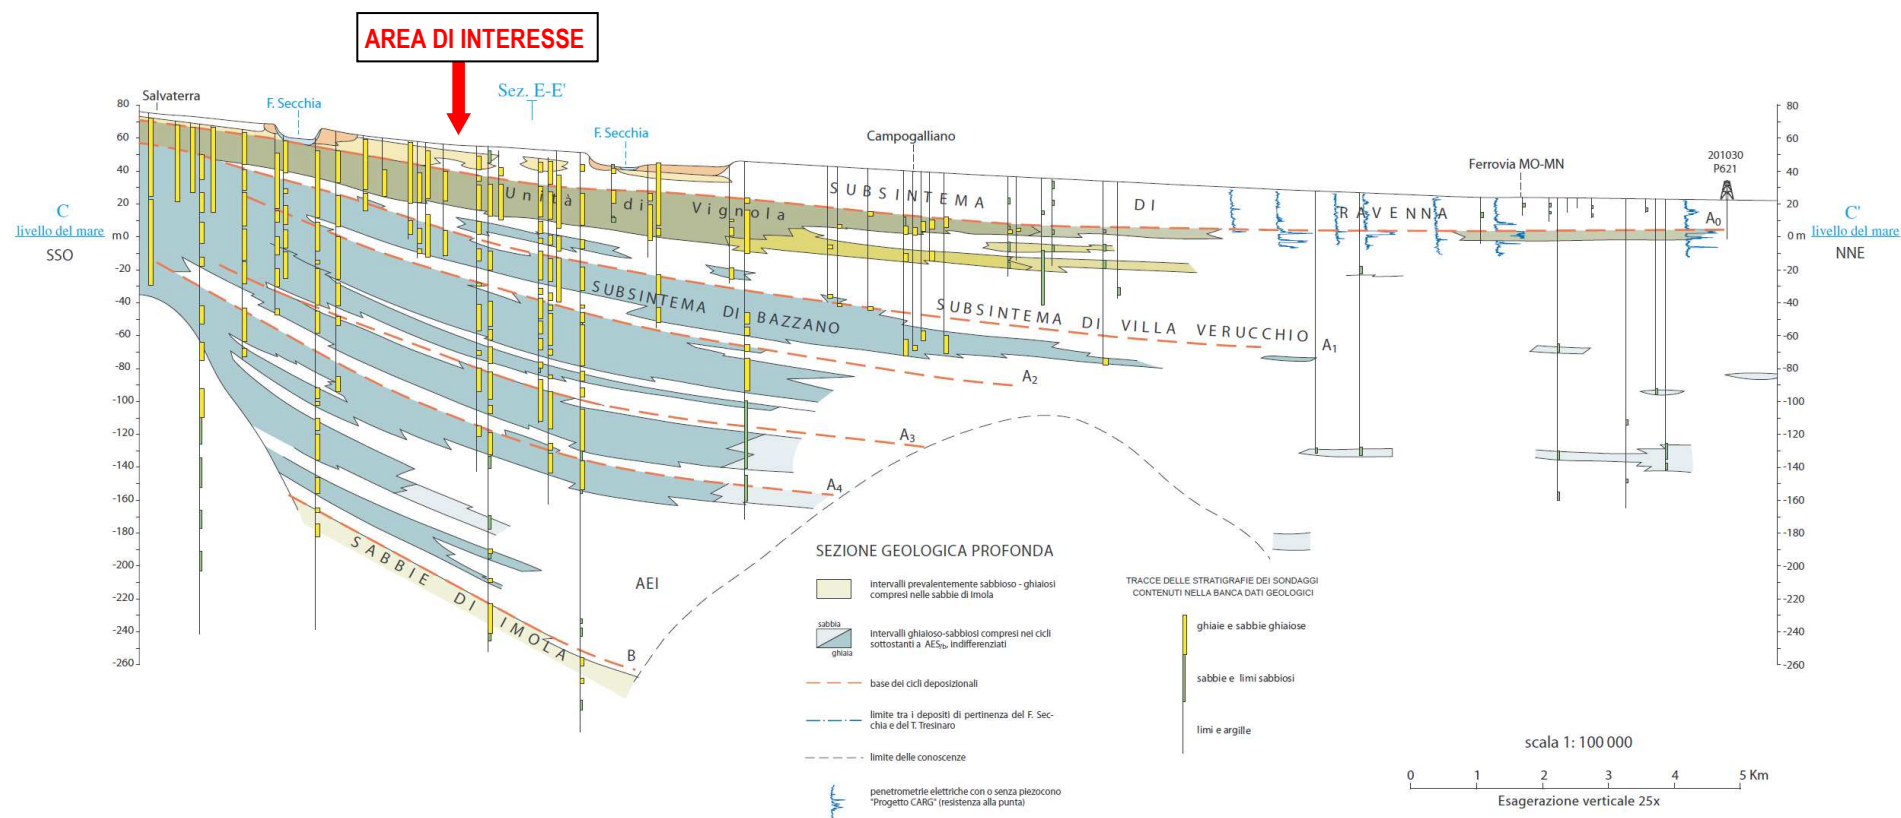 AREA DI INTERESSE
Sez. E-E'
Salvaterra
F. Secchia
F. Secchia
Campogalliano
Ferrovia MO-MN
201030
P621
80
60
40
20
m 0
-20
-40
-60
-80
-100
-120
-140
-160
-180
-200
-220
-240
-260
C
livello del mare
SSO
80
60
40
20
0 m
-20
-40
-60
-80
-100
-120
-140
-160
-180
-200
-220
-240
-260
C'
livello del mare
NNE
Unità di Vignola
SUBSINTEMA DI RAVENNA
A0
SUBSINTEMA DI BAZZANO
SUBSINTEMA DI VILLA VERUCCHIO
A1
A2
A3
A4
AEI
SABBIE DI IMOLA
B
SEZIONE GEOLOGICA PROFONDA
intervalli prevalentemente sabbioso - ghiaiosi
compresi nelle sabbie di Imola
sabbia
ghiaia
Intervalli ghiaioso-sabbiosi compresi nei cicli
sottostanti a AES7b, indifferenziati
base dei cicli deposizionali
limite tra i depositi di pertinenza del F. Sec-
chia e del T. Tresinaro
limite delle conoscenze
penetrometrie elettriche con o senza piezocono
"Progetto CARG" (resistenza alla punta)
TRACCE DELLE STRATIGRAFIE DEI SONDAGGI
CONTENUTI NELLA BANCA DATI GEOLOGICI
ghiaie e sabbie ghiaiose
sabbie e limi sabbiosi
limi e argille
scala 1: 100 000
0 1 2 3 4 5 Km
Esagerazione verticale 25x